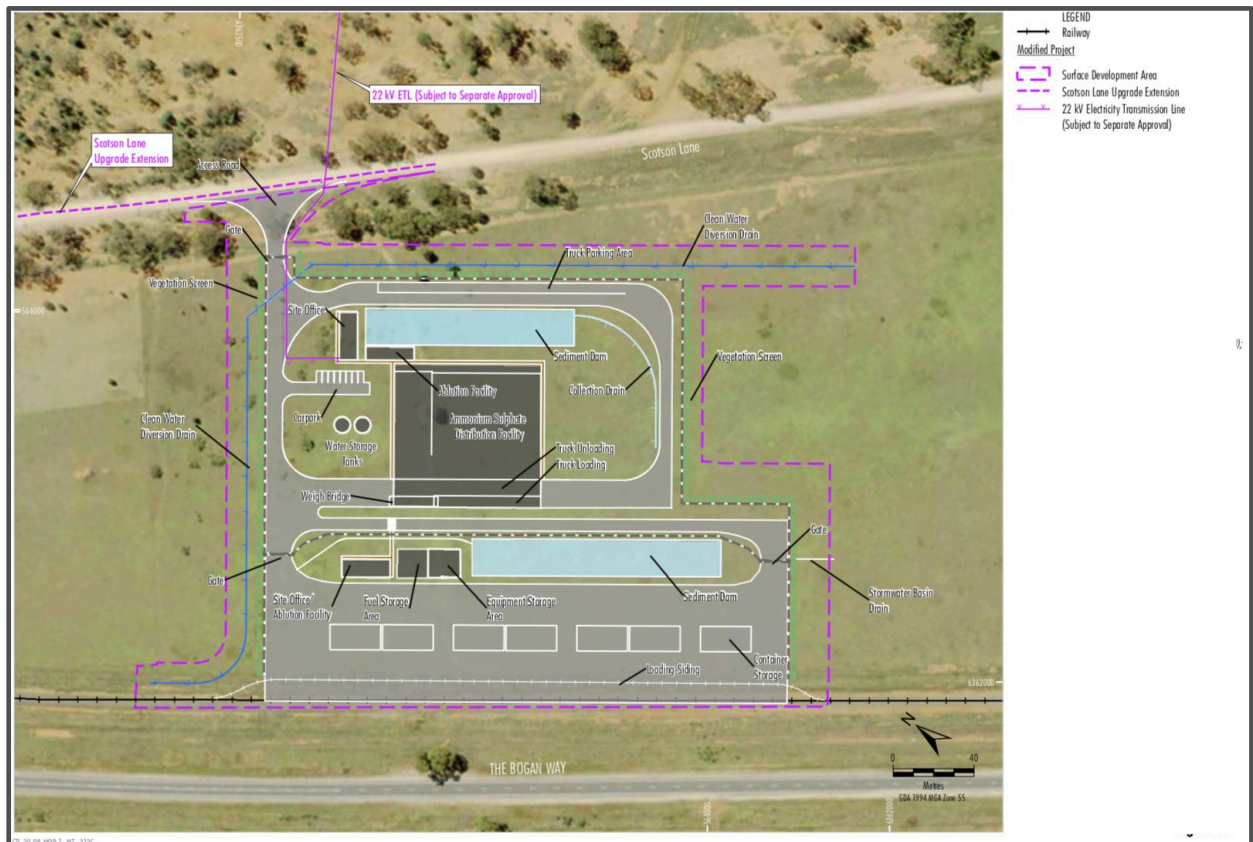 LEGEND
Railway
Modified Project
Surface Development Area
Scotson Lane Upgrade Extension
22 kV Electricity Transmission Line
(Subject to Separate Approval)
6362500
22 kV ETL (Subject to Separate Approval)
Scotson Lane
Upgrade Extension
Access Road
Scotson Lane
Gate
Clean Water
Diversion Drain
Truck Parking Area
Vegetation Screen
564000
Site Office
Sediment Dam
Vegetation Screen
Ablution Facility
Collection Drain
Carpark
Ammonium Sulphate
Distribution Facility
Clean Water
Diversion Drain
Water Storage
Tanks
Truck Unloading
Truck Loading
Weigh Bridge
Gate
Gate
Site Office/
Ablution Facility
Fuel Storage
Area
Equipment Storage
Area
Sediment Dam
Stormwater Basin
Drain
Container
Storage
Loading Siding
6362000
N
THE BOGAN WAY
0
40
Metres
GDA 1994 MGA Zone 55
564000
6362000